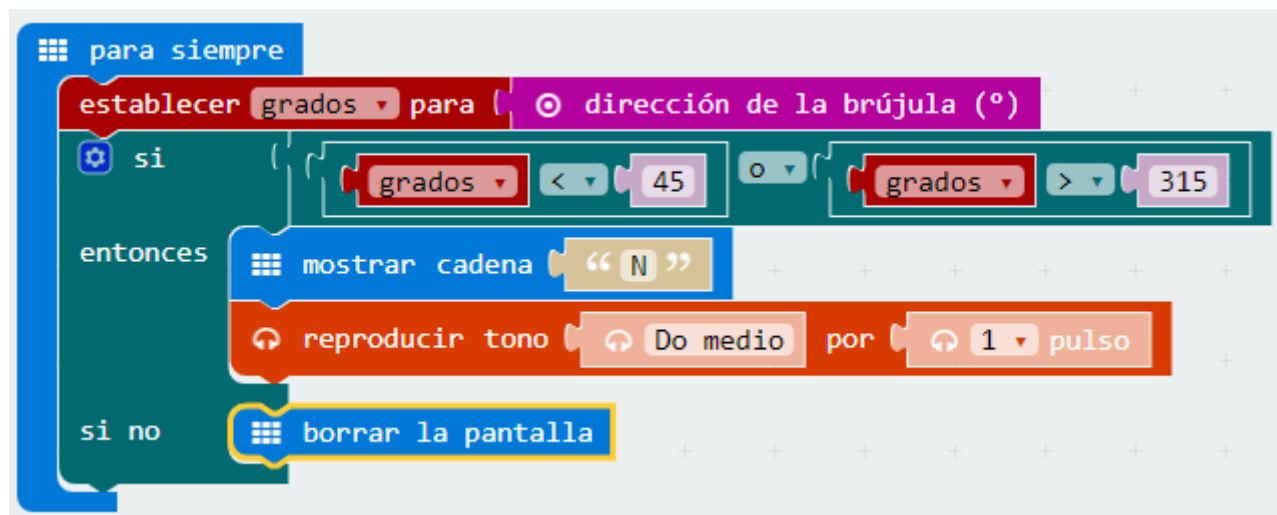 para siempre
establecer grados para dirección de la brújula (º)
si grados < 45 o grados > 315
entonces mostrar cadena “ N ”
reproducir tono Do medio por 1 pulso
si no borrar la pantalla